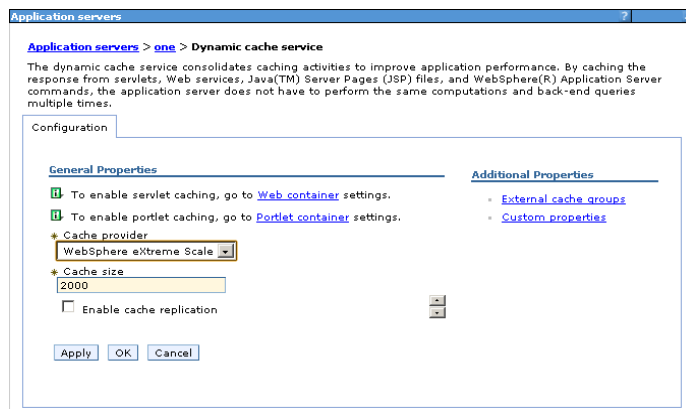 Application servers ?
Application servers > one > Dynamic cache service
The dynamic cache service consolidates caching activities to improve application performance. By caching the
response from servlets, Web services, Java(TM) Server Pages (JSP) files, and WebSphere(R) Application Server
commands, the application server does not have to perform the same computations and back-end queries
multiple times.
Configuration
General Properties
To enable servlet caching, go to Web container settings.
To enable portlet caching, go to Portlet container settings.
Cache provider
WebSphere eXtreme Scale
Cache size
2000
Enable cache replication
Apply OK Cancel
Additional Properties
External cache groups
Custom properties